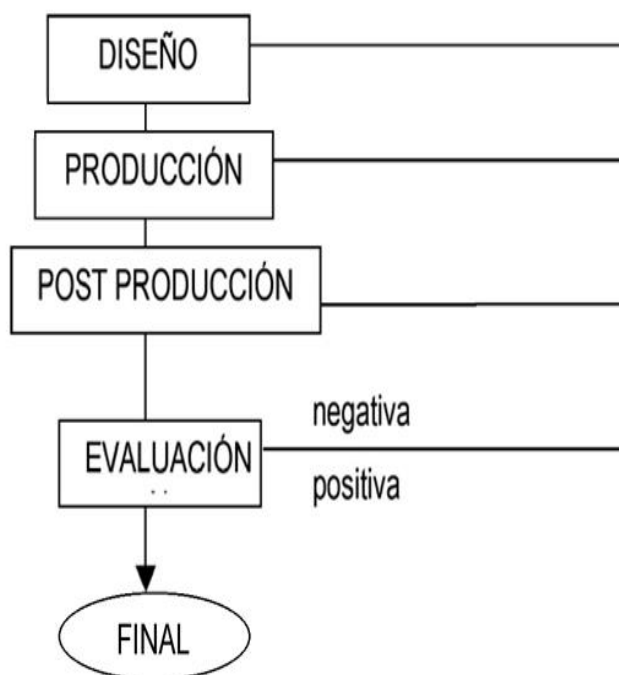 DISEÑO
PRODUCCIÓN
POST PRODUCCIÓN
negativa
EVALUACIÓN
positiva
FINAL